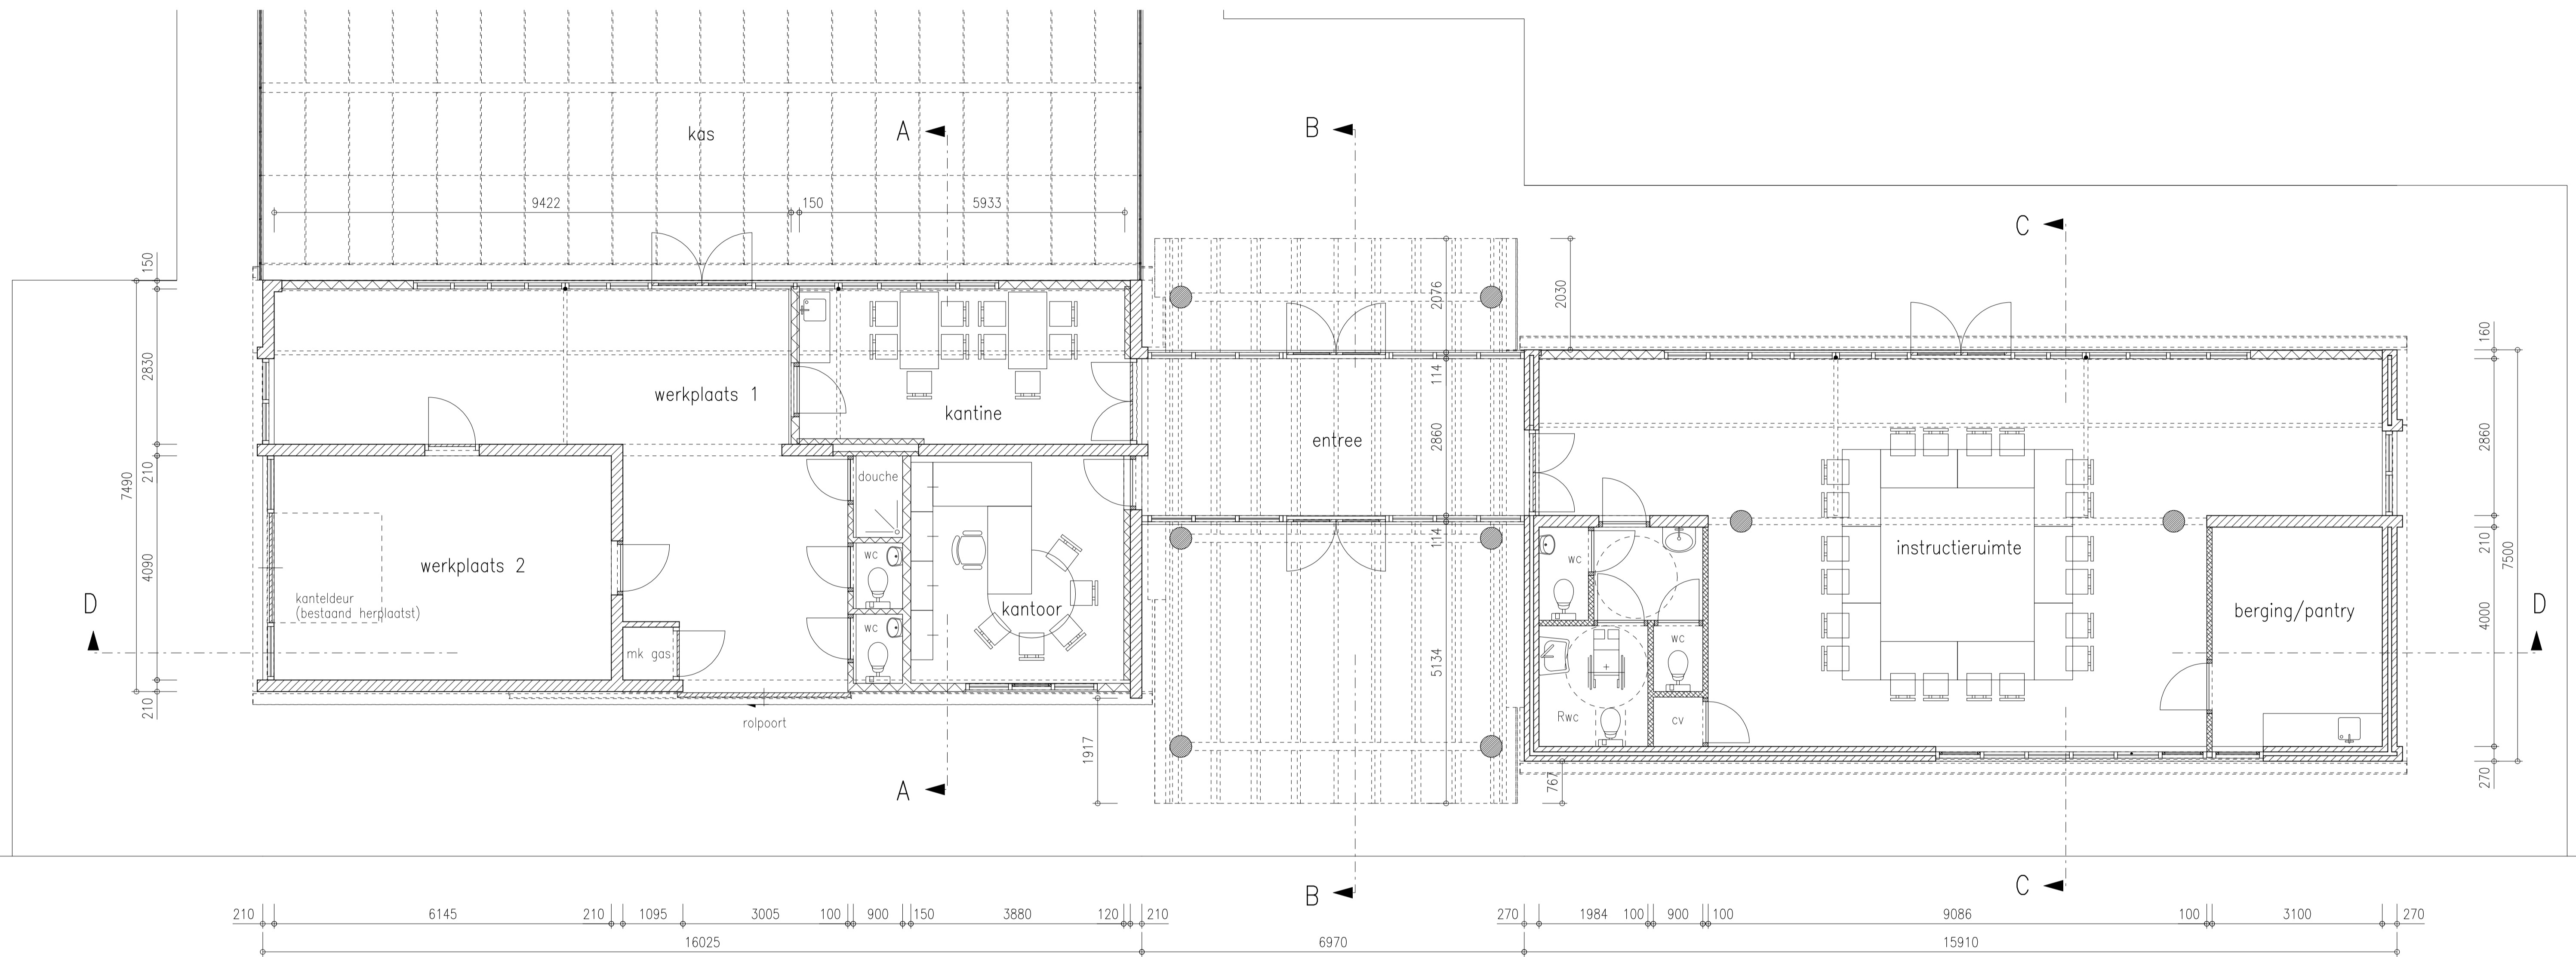 kas
A
B
C
9422
150
5933
150
2830
210
7490
4090
210
2076
2030
114
2860
114
5134
160
2860
210
7500
4000
270
werkplaats 1
kantine
entree
douche
wc
wc
kantoor
werkplaats 2
kanteldeur
(bestaand herplaatst)
mk gas
rolpoort
wc
wc
Rwc
cv
instructieruimte
berging/pantry
D
D
1917
767
A
B
C
210
6145
210
1095
3005
100
900
150
3880
120
210
270
1984
100
900
100
9086
100
3100
270
16025
6970
15910